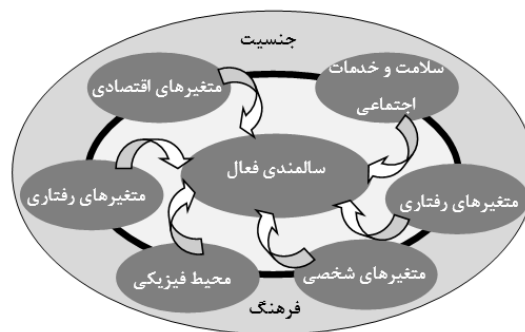 جنسیت
سلامت و خدمات
اجتماعی
متغیرهای اقتصادی
سالمندی فعال
متغیرهای رفتاری
متغیرهای رفتاری
متغیرهای شخصی
محیط فیزیکی
فرهنگ